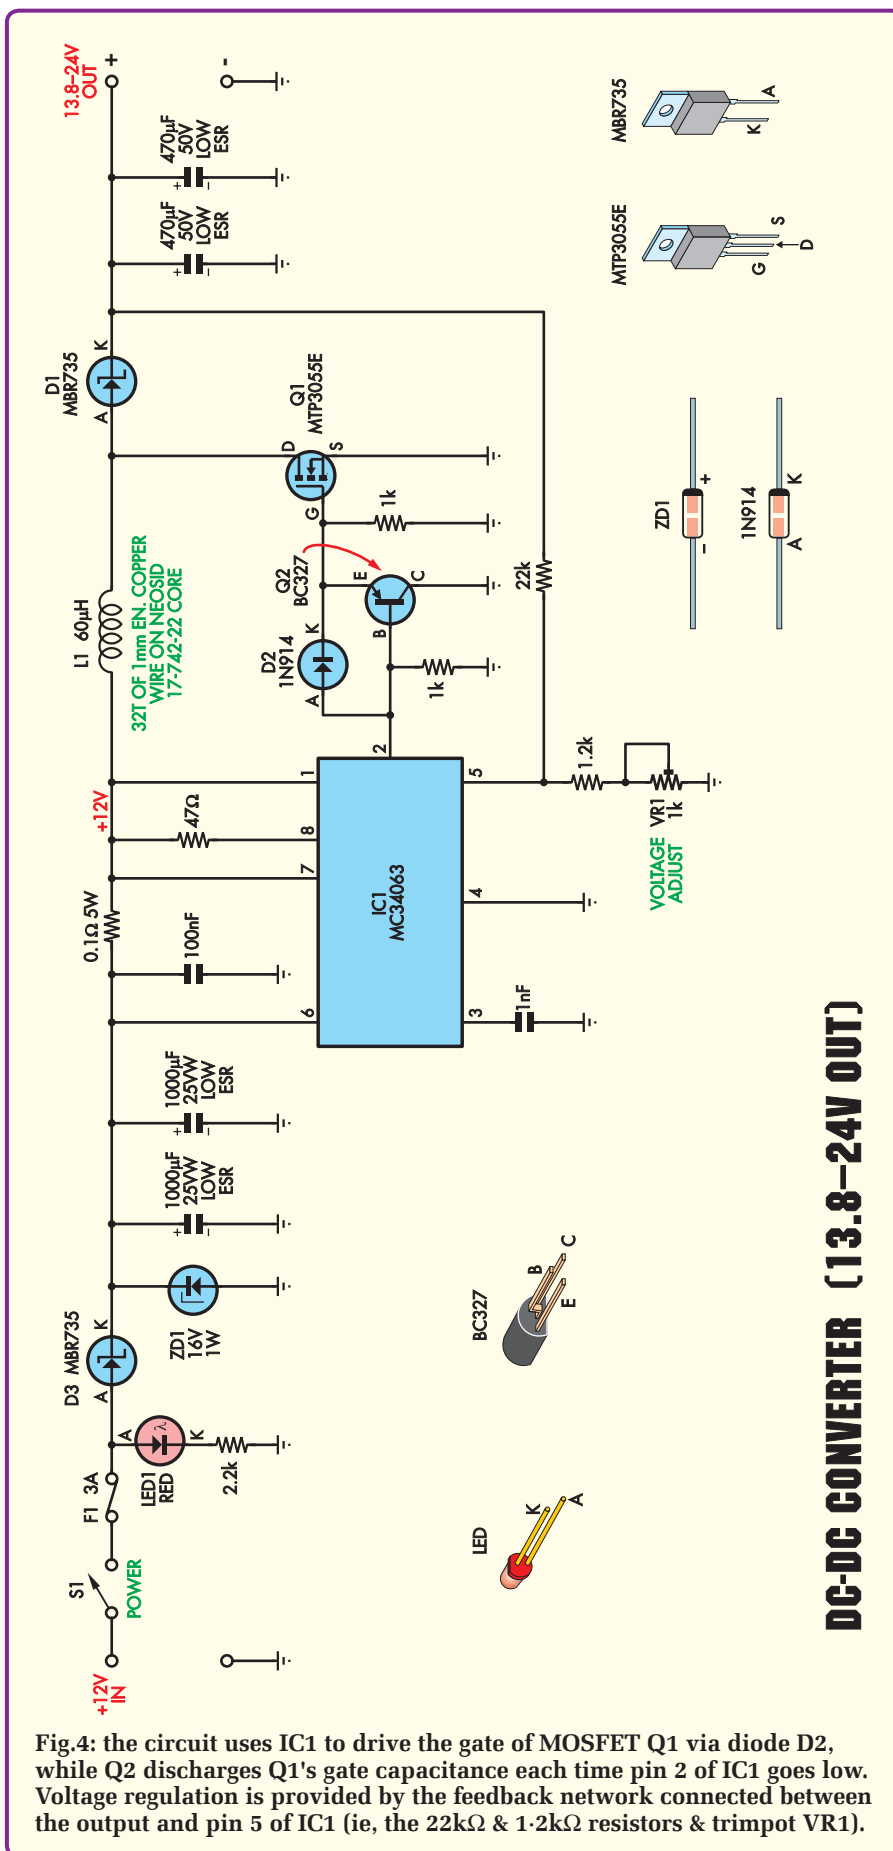 +12V
IN
S1
POWER
F1 3A
A
LED1
RED
λ
K
2.2k
D3 MBR735
A
K
ZD1
16V
1W
1000µF
25VW
LOW
ESR
+
–
1000µF
25VW
LOW
ESR
+
–
100nF
0.1Ω 5W
+12V
47Ω
6
7
8
1
IC1
MC34063
2
3
4
5
1nF
L1 60µH
32T OF 1mm EN. COPPER
WIRE ON NEOSID
17-742-22 CORE
D2
1N914
A
K
Q2
BC327
E
B
C
1k
1k
Q1
MTP3055E
G
D
S
D1
MBR735
A
K
470µF
50V
LOW
ESR
+
–
470µF
50V
LOW
ESR
+
–
13.8–24V
OUT
+
-
22k
1.2k
VR1
1k
VOLTAGE
ADJUST
LED
K
A
BC327
B
E
C
ZD1
–
+
1N914
A
K
MTP3055E
G
D
S
MBR735
K
A
DC-DC CONVERTER (13.8–24V OUT)
Fig.4: the circuit uses IC1 to drive the gate of MOSFET Q1 via diode D2,
while Q2 discharges Q1's gate capacitance each time pin 2 of IC1 goes low.
Voltage regulation is provided by the feedback network connected between
the output and pin 5 of IC1 (ie, the 22kΩ & 1·2kΩ resistors & trimpot VR1).